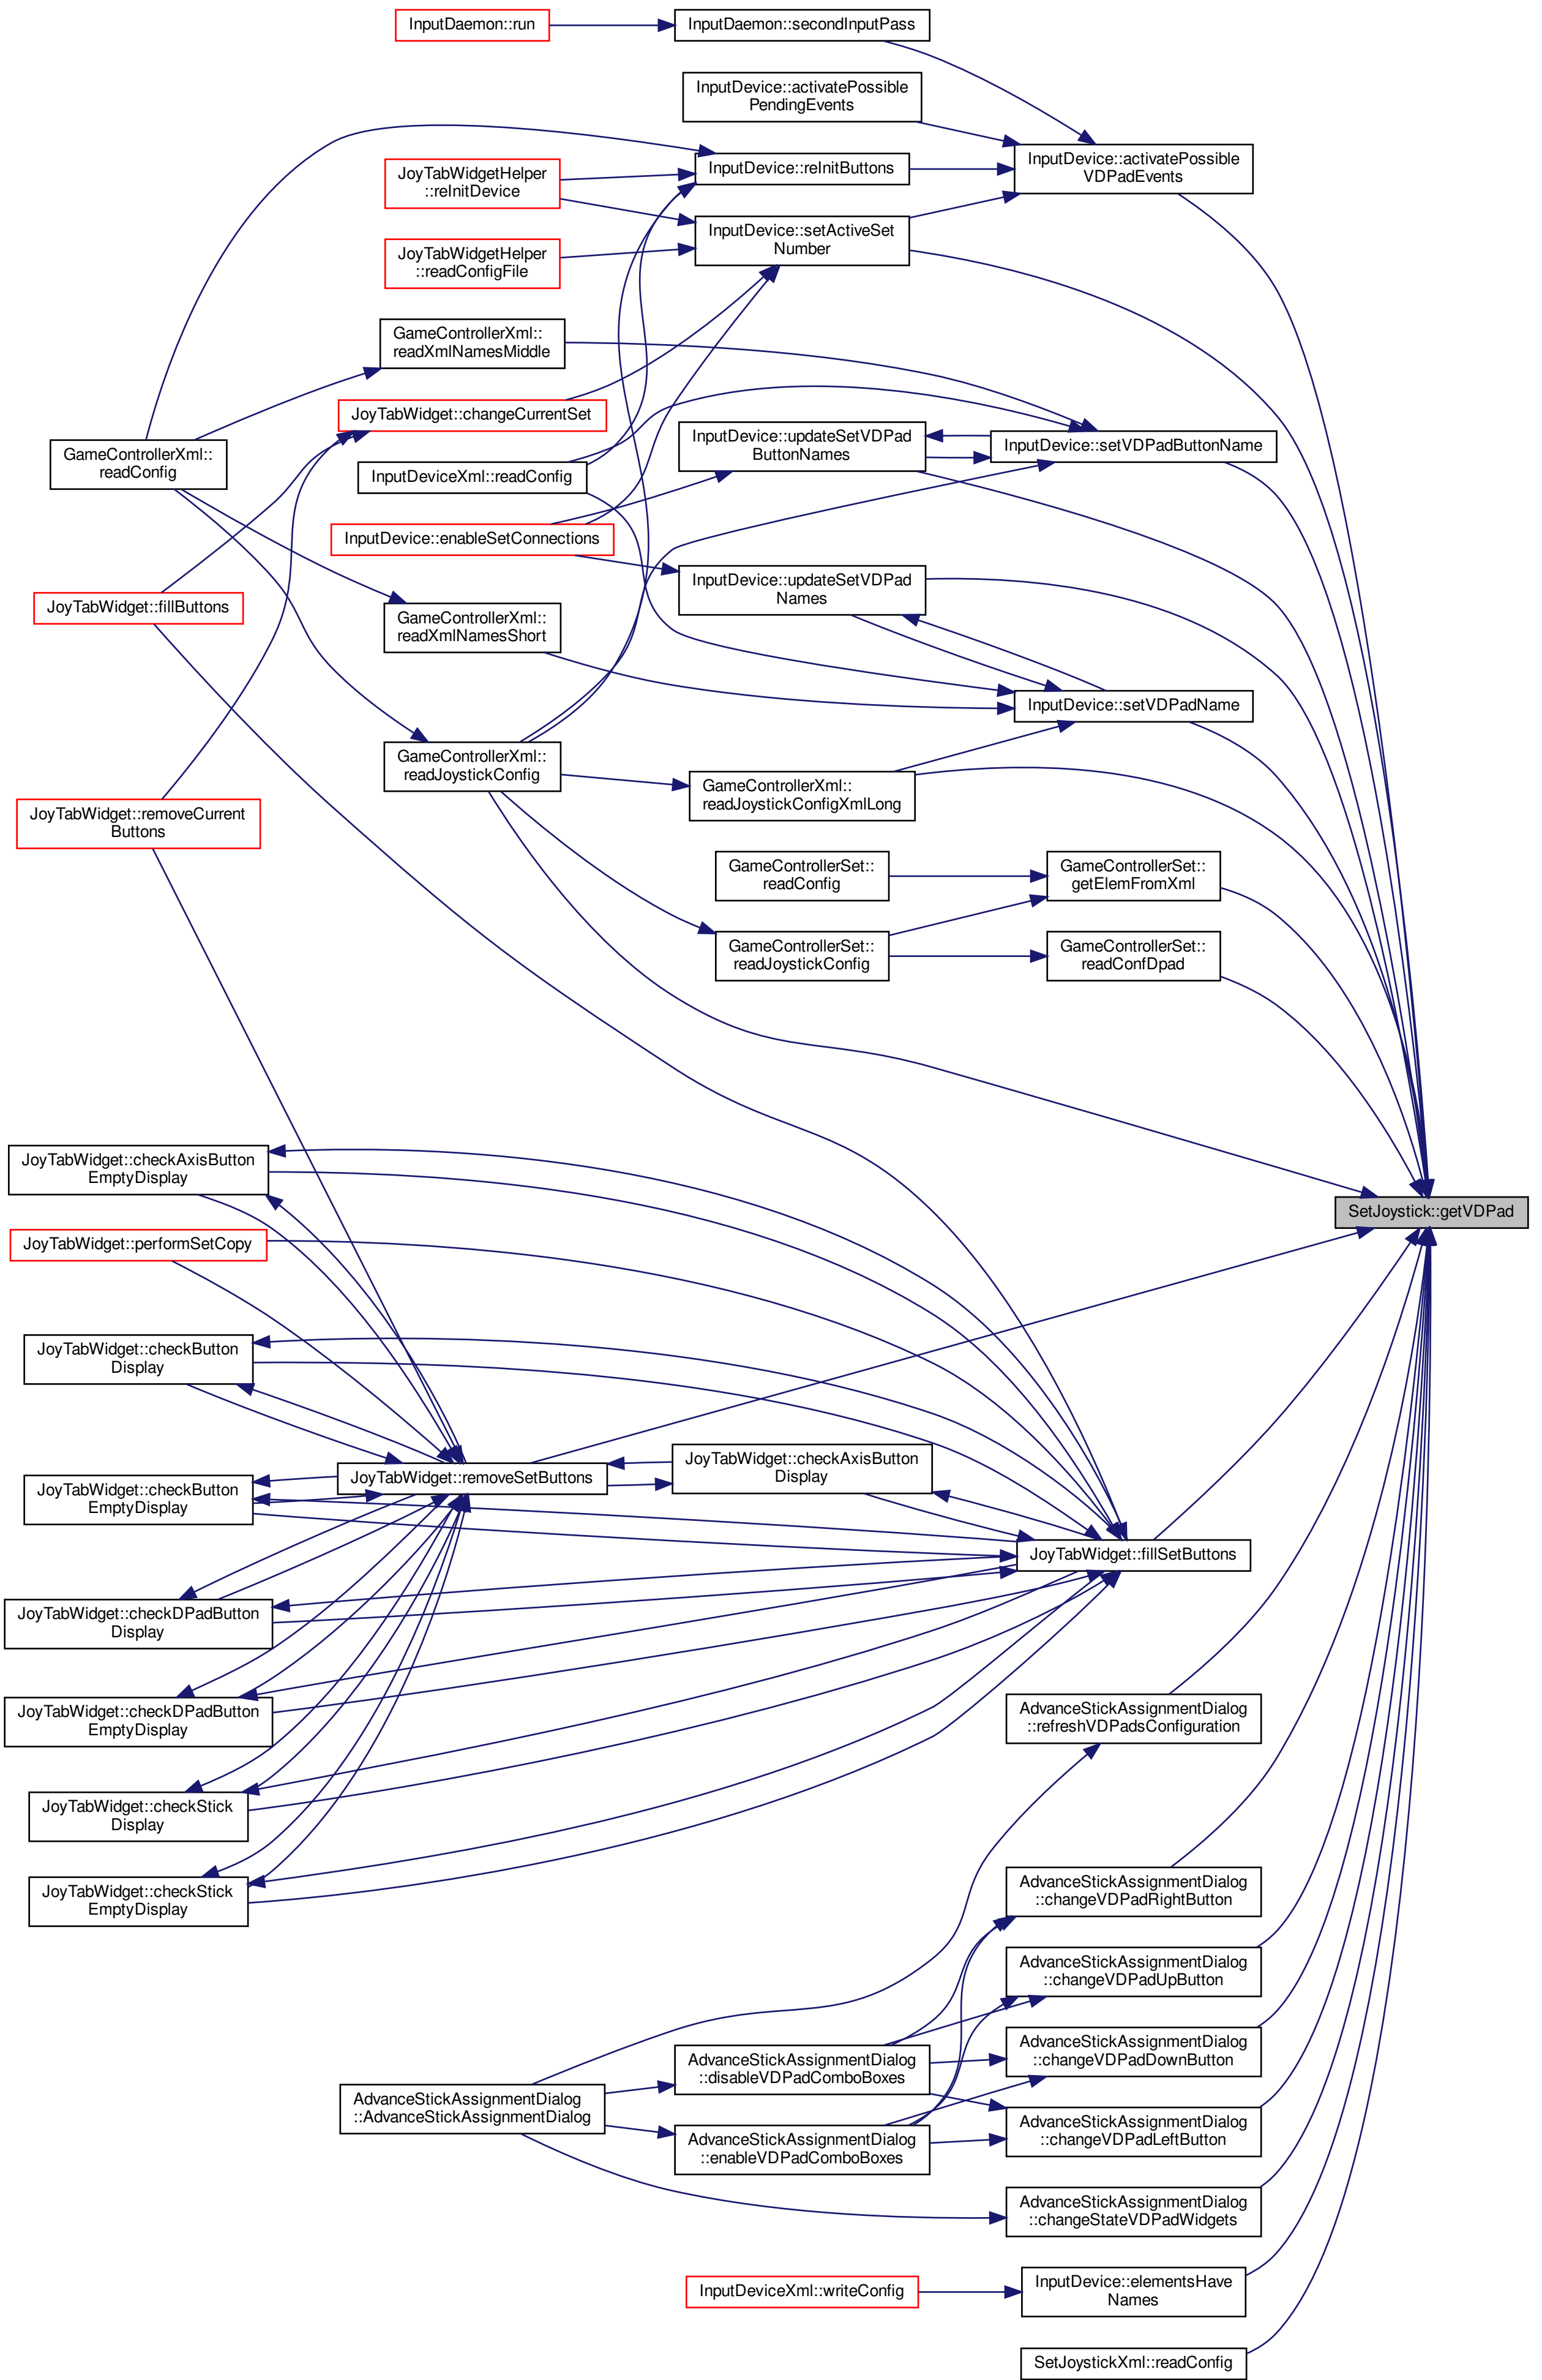 InputDaemon::run
InputDaemon::secondInputPass
InputDevice::activatePossible
PendingEvents
InputDevice::activatePossible
VDPadEvents
InputDevice::reInitButtons
JoyTabWidgetHelper
::reInitDevice
InputDevice::setActiveSet
Number
JoyTabWidgetHelper
::readConfigFile
GameControllerXml::
readXmlNamesMiddle
JoyTabWidget::changeCurrentSet
GameControllerXml::
readConfig
InputDevice::updateSetVDPad
ButtonNames
InputDevice::setVDPadButtonName
InputDeviceXml::readConfig
InputDevice::enableSetConnections
InputDevice::updateSetVDPad
Names
JoyTabWidget::fillButtons
GameControllerXml::
readXmlNamesShort
InputDevice::setVDPadName
GameControllerXml::
readJoystickConfig
GameControllerXml::
readJoystickConfigXmlLong
JoyTabWidget::removeCurrent
Buttons
GameControllerSet::
readConfig
GameControllerSet::
getElemFromXml
GameControllerSet::
readJoystickConfig
GameControllerSet::
readConfDpad
JoyTabWidget::checkAxisButton
EmptyDisplay
SetJoystick::getVDPad
JoyTabWidget::performSetCopy
JoyTabWidget::checkButton
Display
JoyTabWidget::checkAxisButton
Display
JoyTabWidget::removeSetButtons
JoyTabWidget::checkButton
EmptyDisplay
JoyTabWidget::fillSetButtons
JoyTabWidget::checkDPadButton
Display
JoyTabWidget::checkDPadButton
EmptyDisplay
AdvanceStickAssignmentDialog
::refreshVDPadsConfiguration
JoyTabWidget::checkStick
Display
JoyTabWidget::checkStick
EmptyDisplay
AdvanceStickAssignmentDialog
::changeVDPadRightButton
AdvanceStickAssignmentDialog
::changeVDPadUpButton
AdvanceStickAssignmentDialog
::disableVDPadComboBoxes
AdvanceStickAssignmentDialog
::changeVDPadDownButton
AdvanceStickAssignmentDialog
::AdvanceStickAssignmentDialog
AdvanceStickAssignmentDialog
::enableVDPadComboBoxes
AdvanceStickAssignmentDialog
::changeVDPadLeftButton
AdvanceStickAssignmentDialog
::changeStateVDPadWidgets
InputDeviceXml::writeConfig
InputDevice::elementsHave
Names
SetJoystickXml::readConfig